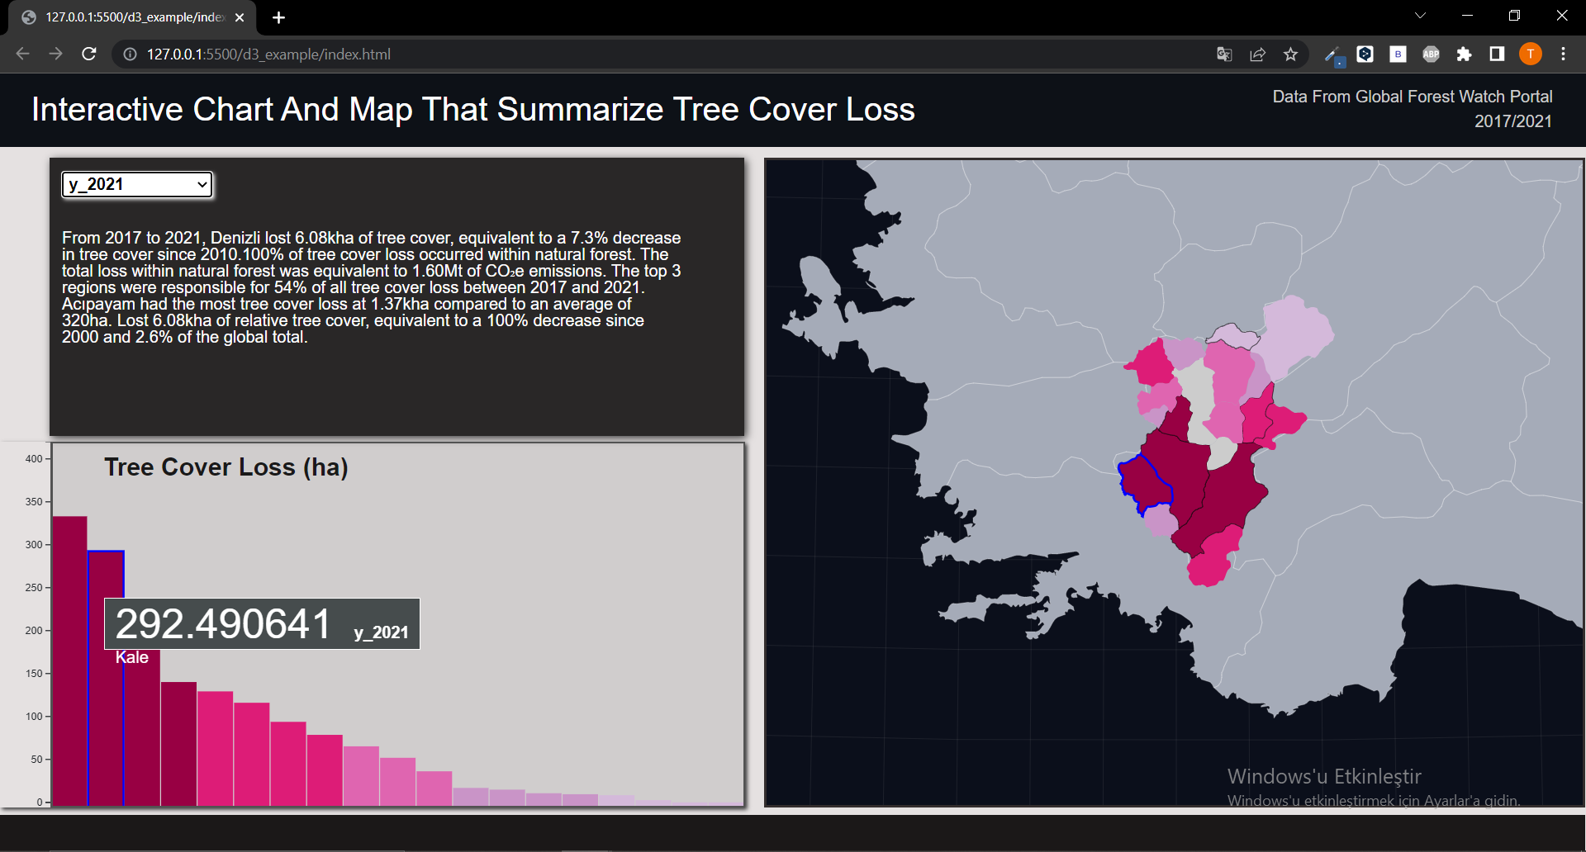 127.0.0.1:5500/d3_example/inde
127.0.0.1:5500/d3_example/index.html
B
ABP
T
Interactive Chart And Map That Summarize Tree Cover Loss
Data From Global Forest Watch Portal
2017/2021
y_2021
From 2017 to 2021, Denizli lost 6.08kha of tree cover, equivalent to a 7.3% decrease
in tree cover since 2010.100% of tree cover loss occurred within natural forest. The
total loss within natural forest was equivalent to 1.60Mt of CO₂e emissions. The top 3
regions were responsible for 54% of all tree cover loss between 2017 and 2021.
Acıpayam had the most tree cover loss at 1.37kha compared to an average of
320ha. Lost 6.08kha of relative tree cover, equivalent to a 100% decrease since
2000 and 2.6% of the global total.
Tree Cover Loss (ha)
400
350
300
250
200
150
100
50
0
292.490641 y_2021
Kale
Windows'u Etkinleştir
Windows'u etkinleştirmek için Ayarlar'a gidin.